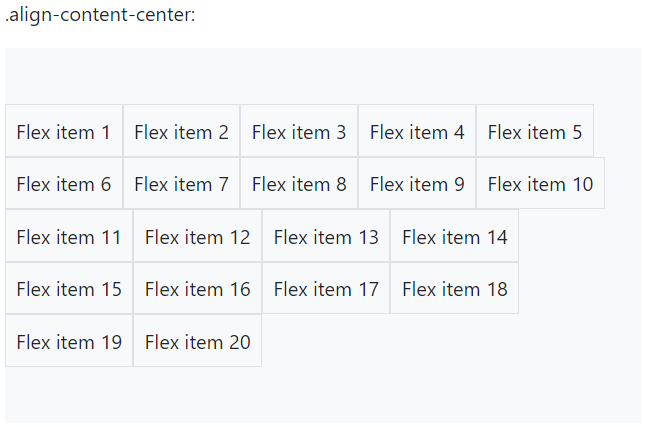 .align-content-center:
Flex item 1 Flex item 2 Flex item 3 Flex item 4 Flex item 5
Flex item 6 Flex item 7 Flex item 8 Flex item 9 Flex item 10
Flex item 11 Flex item 12 Flex item 13 Flex item 14
Flex item 15 Flex item 16 Flex item 17 Flex item 18
Flex item 19 Flex item 20